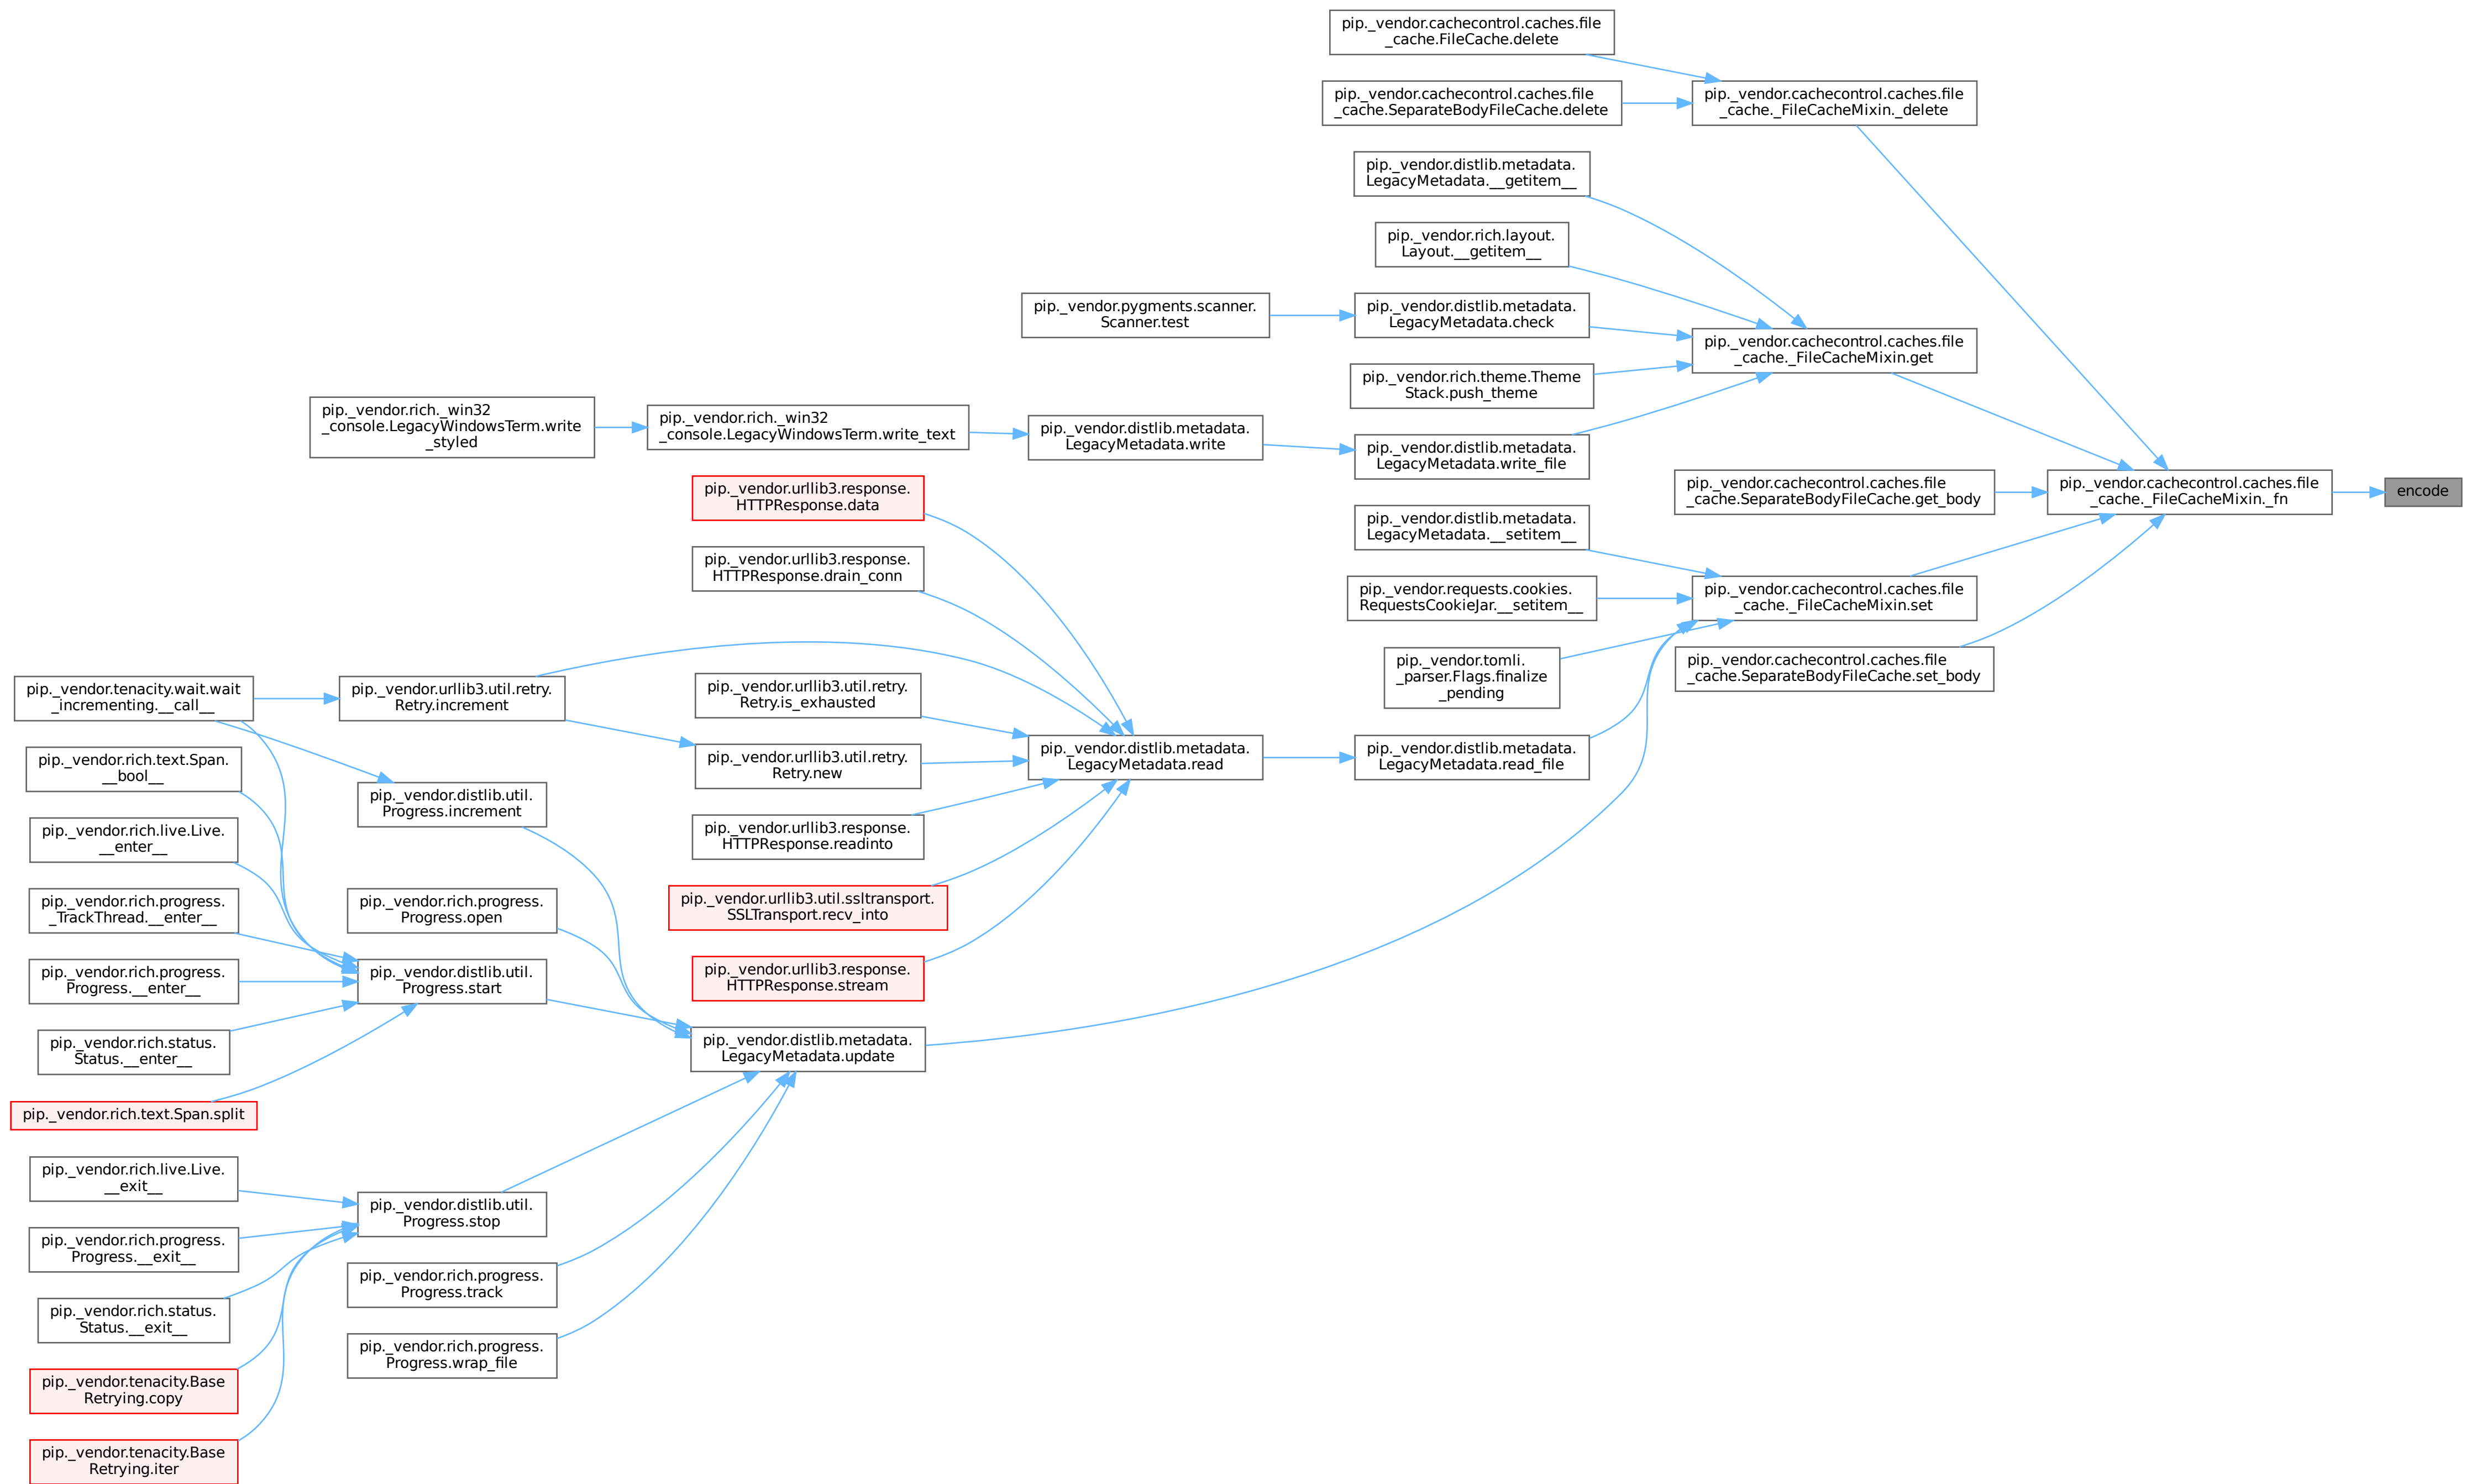 pip._vendor.cachecontrol.caches.file
_cache.FileCache.delete
pip._vendor.cachecontrol.caches.file
_cache.SeparateBodyFileCache.delete
pip._vendor.cachecontrol.caches.file
_cache._FileCacheMixin._delete
pip._vendor.distlib.metadata.
LegacyMetadata.__getitem__
pip._vendor.rich.layout.
Layout.__getitem__
pip._vendor.pygments.scanner.
Scanner.test
pip._vendor.distlib.metadata.
LegacyMetadata.check
pip._vendor.cachecontrol.caches.file
_cache._FileCacheMixin.get
pip._vendor.rich.theme.Theme
Stack.push_theme
pip._vendor.rich._win32
_console.LegacyWindowsTerm.write
_styled
pip._vendor.rich._win32
_console.LegacyWindowsTerm.write_text
pip._vendor.distlib.metadata.
LegacyMetadata.write
pip._vendor.distlib.metadata.
LegacyMetadata.write_file
pip._vendor.urllib3.response.
HTTPResponse.data
pip._vendor.cachecontrol.caches.file
_cache.SeparateBodyFileCache.get_body
pip._vendor.cachecontrol.caches.file
_cache._FileCacheMixin._fn
encode
pip._vendor.distlib.metadata.
LegacyMetadata.__setitem__
pip._vendor.urllib3.response.
HTTPResponse.drain_conn
pip._vendor.requests.cookies.
RequestsCookieJar.__setitem__
pip._vendor.cachecontrol.caches.file
_cache._FileCacheMixin.set
pip._vendor.tomli.
_parser.Flags.finalize
_pending
pip._vendor.cachecontrol.caches.file
_cache.SeparateBodyFileCache.set_body
pip._vendor.tenacity.wait.wait
_incrementing.__call__
pip._vendor.urllib3.util.retry.
Retry.increment
pip._vendor.urllib3.util.retry.
Retry.is_exhausted
pip._vendor.urllib3.util.retry.
Retry.new
pip._vendor.distlib.metadata.
LegacyMetadata.read
pip._vendor.distlib.metadata.
LegacyMetadata.read_file
pip._vendor.rich.text.Span.
__bool__
pip._vendor.distlib.util.
Progress.increment
pip._vendor.rich.live.Live.
__enter__
pip._vendor.urllib3.response.
HTTPResponse.readinto
pip._vendor.rich.progress.
_TrackThread.__enter__
pip._vendor.rich.progress.
Progress.open
pip._vendor.urllib3.util.ssltransport.
SSLTransport.recv_into
pip._vendor.rich.progress.
Progress.__enter__
pip._vendor.distlib.util.
Progress.start
pip._vendor.urllib3.response.
HTTPResponse.stream
pip._vendor.rich.status.
Status.__enter__
pip._vendor.distlib.metadata.
LegacyMetadata.update
pip._vendor.rich.text.Span.split
pip._vendor.rich.live.Live.
__exit__
pip._vendor.distlib.util.
Progress.stop
pip._vendor.rich.progress.
Progress.__exit__
pip._vendor.rich.progress.
Progress.track
pip._vendor.rich.status.
Status.__exit__
pip._vendor.rich.progress.
Progress.wrap_file
pip._vendor.tenacity.Base
Retrying.copy
pip._vendor.tenacity.Base
Retrying.iter